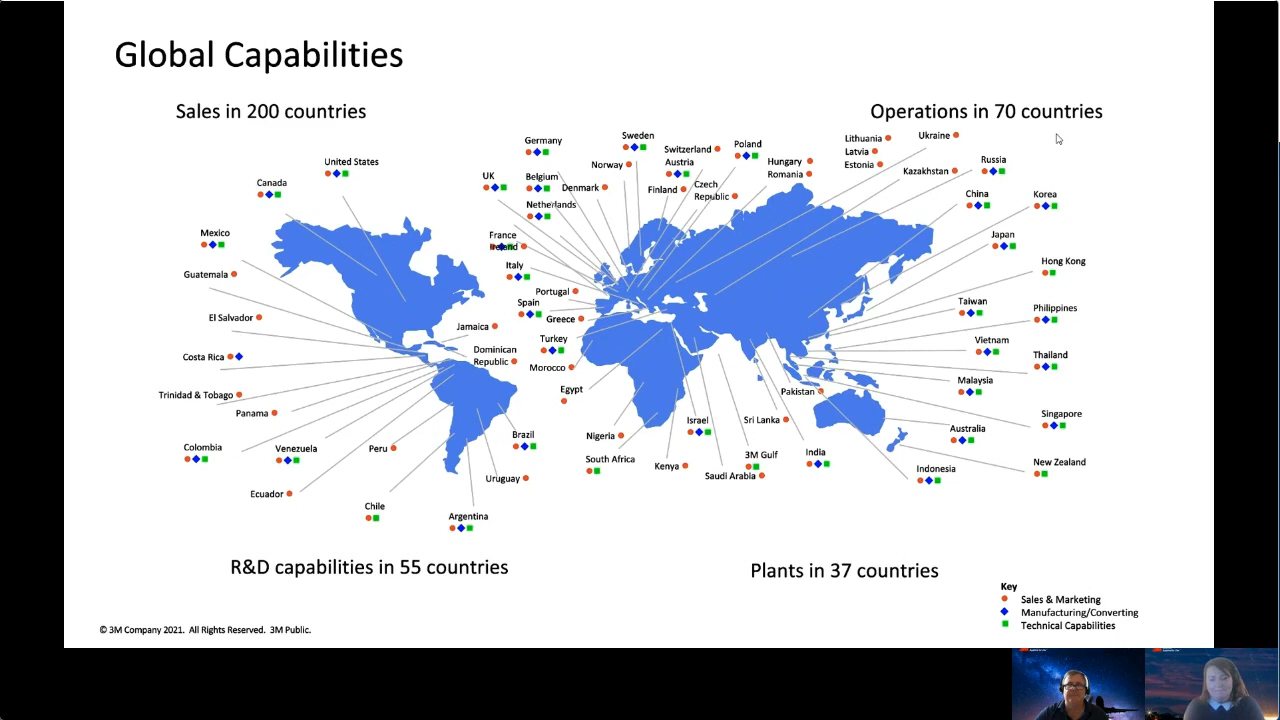 Global Capabilities
Sales in 200 countries
Operations in 70 countries
Germany
Sweden
Switzerland
Poland
Lithuania
Ukraine
Latvia
Estonia
Hungary
Romania
Russia
Kazakhstan
United States
Canada
UK
Belgium
Norway
Austria
Denmark
Finland
Czech
Republic
China
Korea
Netherlands
Mexico
France
Ireland
Japan
Guatemala
Italy
Hong Kong
Portugal
Spain
Taiwan
Philippines
El Salvador
Jamaica
Greece
Turkey
Vietnam
Costa Rica
Dominican
Republic
Morocco
Thailand
Trinidad & Tobago
Egypt
Pakistan
Malaysia
Panama
Israel
Sri Lanka
Singapore
Colombia
Venezuela
Peru
Brazil
Nigeria
Australia
South Africa
Kenya
3M Gulf
India
New Zealand
Uruguay
Saudi Arabia
Indonesia
Ecuador
Chile
Argentina
R&D capabilities in 55 countries
Plants in 37 countries
Key
Sales & Marketing
Manufacturing/Converting
Technical Capabilities
© 3M Company 2021. All Rights Reserved. 3M Public.